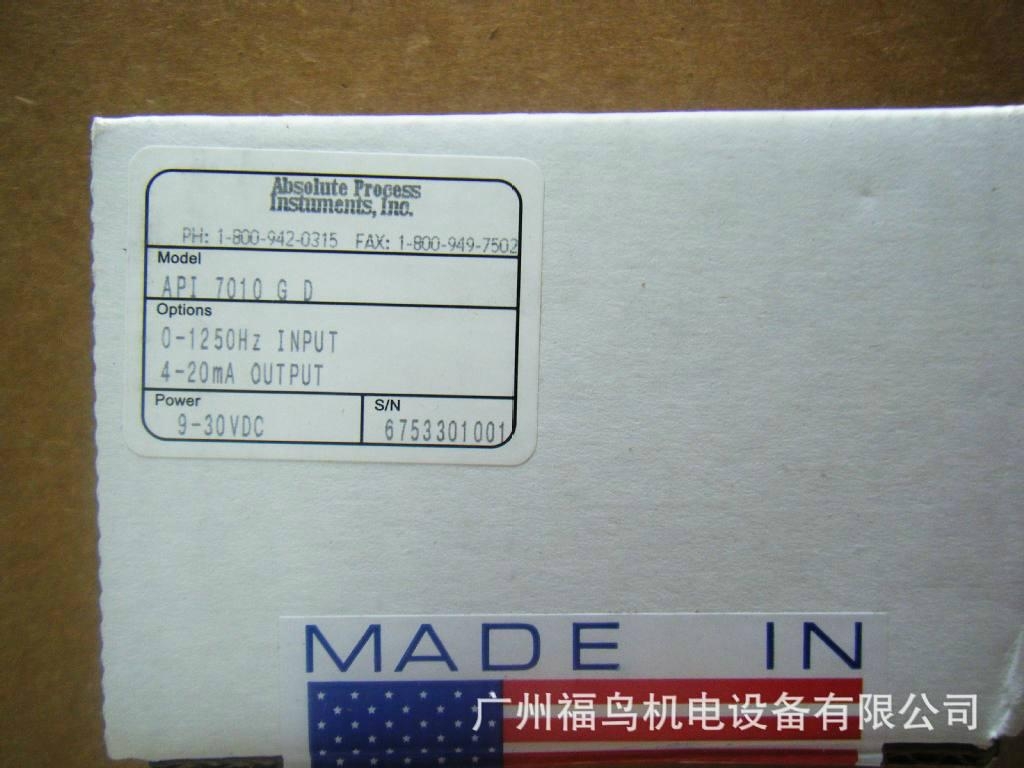 Absolute Process
Instuments, Inc.
PH: 1-800-942-0315 FAX: 1-800-949-7502
Model
API 7010 G D
Options
0-1250Hz INPUT
4-20mA OUTPUT
Power
9-30VDC
S/N
6753301001
MADE IN
广州福鸟机电设备有限公司